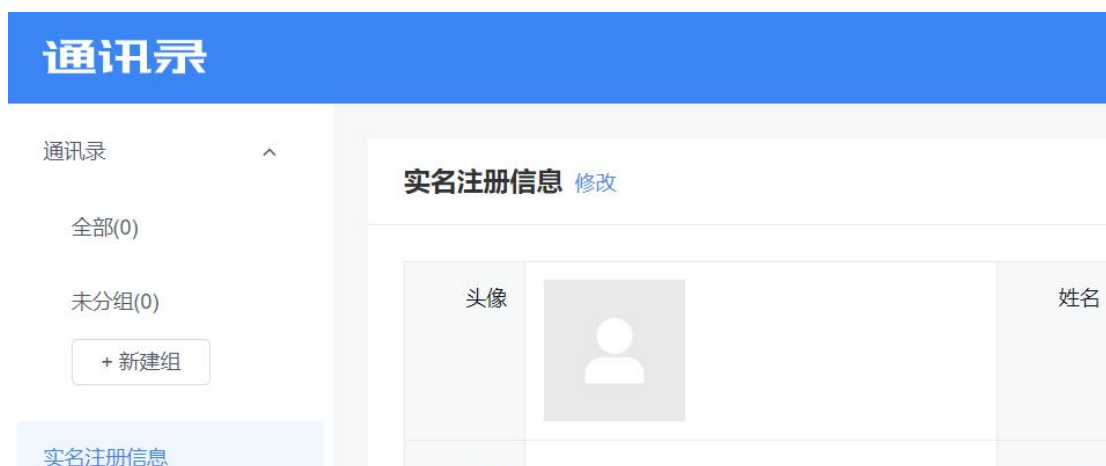 通讯录
通讯录
全部(0)
未分组(0)
+ 新建组
实名注册信息
实名注册信息 修改
头像
姓名